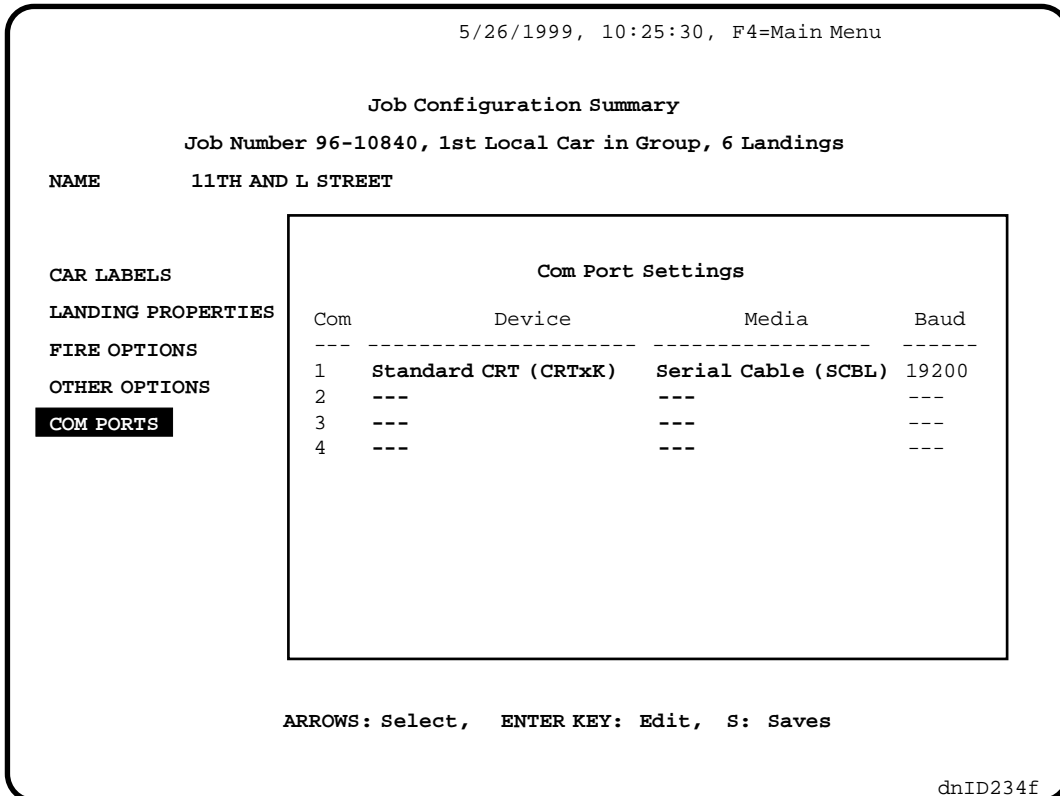 5/26/1999, 10:25:30, F4=Main Menu
Job Configuration Summary
Job Number 96-10840, 1st Local Car in Group, 6 Landings
NAME 11TH AND L STREET
CAR LABELS
LANDING PROPERTIES
FIRE OPTIONS
OTHER OPTIONS
COM PORTS
Com Port Settings
Com Device Media Baud
--- --------------------- ----------------- ------
1 Standard CRT (CRTxK) Serial Cable (SCBL) 19200
2 --- --- ---
3 --- --- ---
4 --- --- ---
ARROWS: Select, ENTER KEY: Edit, S: Saves
dnID234f